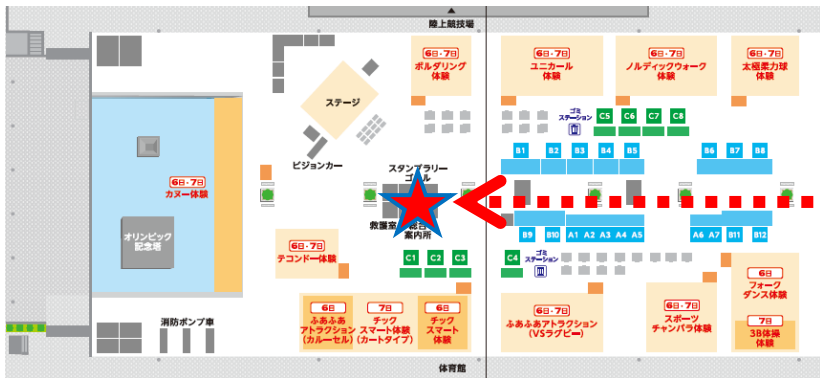 陸上競技場
6日・7日
ボルダリング
体験
6日・7日
ユニカール
体験
6日・7日
ノルディックウォーク
体験
6日・7日
太極柔力球
体験
ステージ
ビジョンカー
ゴミ
ステーション
C5
C6
C7
C8
B1
B2
B3
B4
B5
B6
B7
B8
スタンプラリー
6日・7日
カヌー体験
オリンピック
記念塔
救護室
総合
案内所
B9
B10
A1
A2
A3
A4
A5
A6
A7
B11
B12
6日・7日
テコンドー体験
C1
C2
C3
C4
ゴミ
ステーション
消防ポンプ車
6日
ふあふあ
アトラクション
(カルーセル)
7日
チック
スマート体験
(カートタイプ)
6日
チック
スマート
体験
6日・7日
ふあふあアトラクション
(VSラグビー)
6日・7日
スポーツ
チャンバラ体験
6日
フォーク
ダンス体験
7日
3B体操
体験
体育館